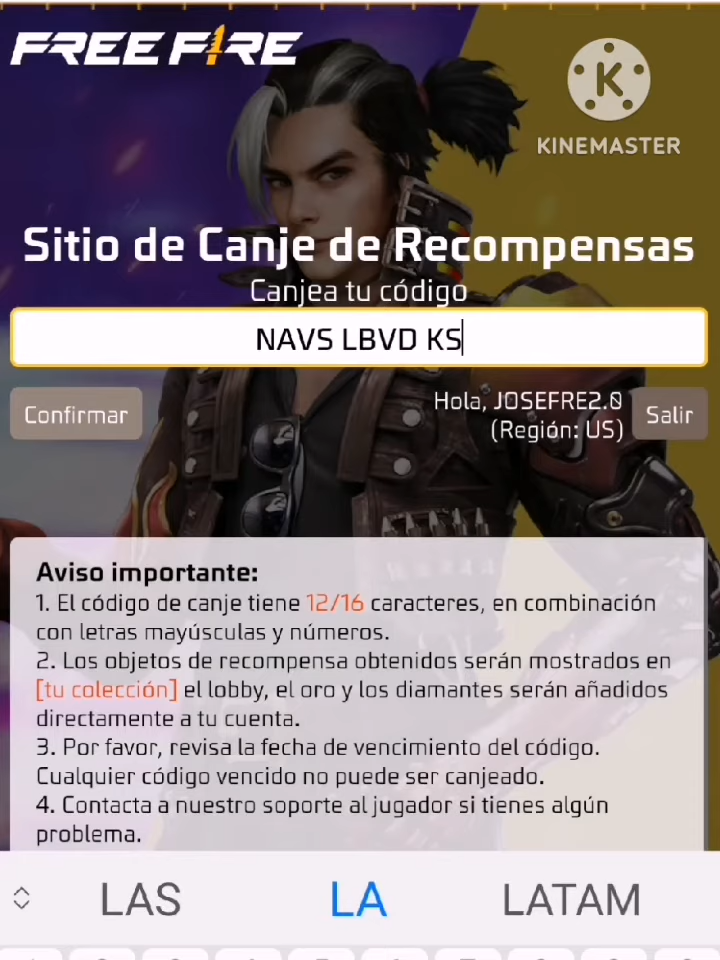 FREE FIRE
KINEMASTER
Sitio de Canje de Recompensas
Canjea tu código
NAVS LBVD KS
Confirmar
Hola, JOSEFRE2.0
(Región: US)
Salir
Aviso importante:
1. El código de canje tiene 12/16 caracteres, en combinación
con letras mayúsculas y números.
2. Los objetos de recompensa obtenidos serán mostrados en
[tu colección] el lobby, el oro y los diamantes serán añadidos
directamente a tu cuenta.
3. Por favor, revisa la fecha de vencimiento del código.
Cualquier código vencido no puede ser canjeado.
4. Contacta a nuestro soporte al jugador si tienes algún
problema.
LAS LA LATAM